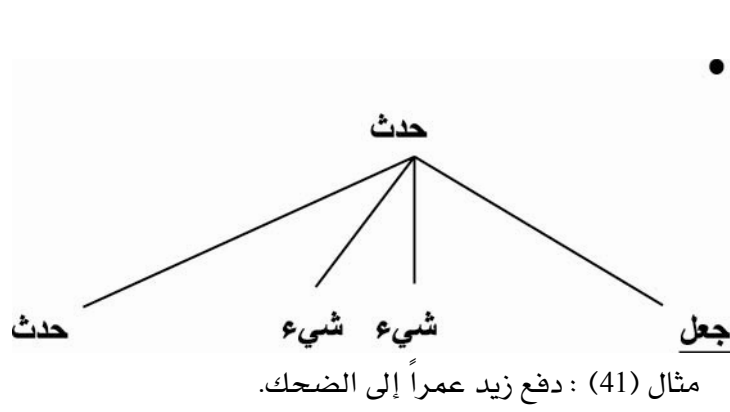 •
حدث
جعل شيء شيء حدث
مثال (41) : دفع زيد عمراً إلى الضحك.